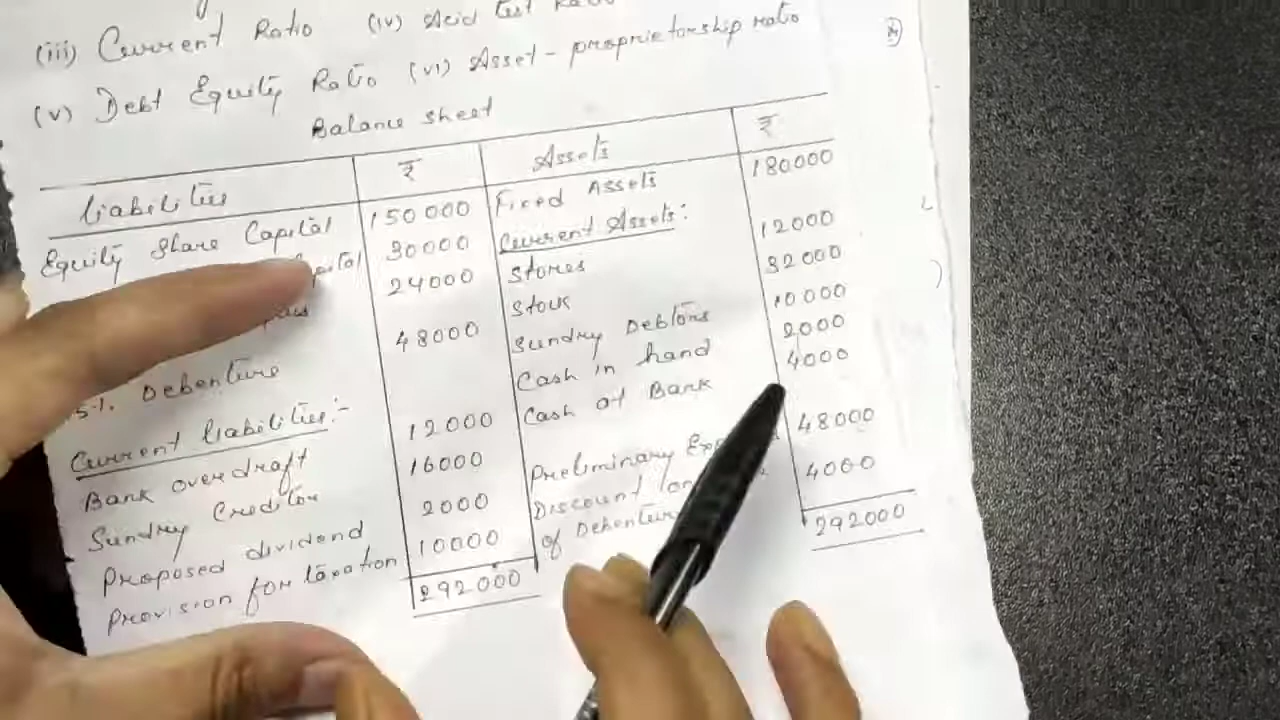 (iii) Current Ratio (iv) Acid test Ratio
(v) Debt Equity Ratio (vi) Asset - proprietorship ratio
Balance sheet
Liabilities ₹ Assets ₹
Equity Share Capital 150000 Fixed Assets 180000
30000 Current Assets:
24000 Stores 12000
48000 Stock 32000
5%. Debenture Sundry Debtors 10000
Cash in hand 2000
Current liabilities:- Cash at Bank 4000
Bank overdraft 12000
Sundry Creditor 16000 Preliminary 48000
Proposed dividend 2000 Discount on 4000
Provision for taxation 10000 of Debenture
292000 292000